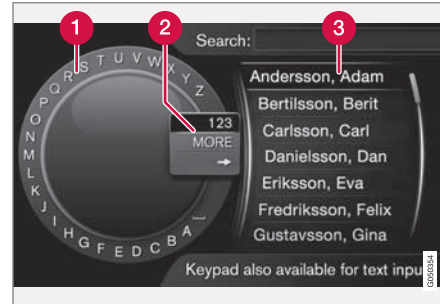 1
2
3
Search:
A B C D E F G H I J K L M N O P Q R S T U V W X Y Z
123
MORE
Andersson, Adam
Bertilsson, Berit
Carlsson, Carl
Danielsson, Dan
Eriksson, Eva
Fredriksson, Felix
Gustavsson, Gina
Keypad also available for text inpu
G050354